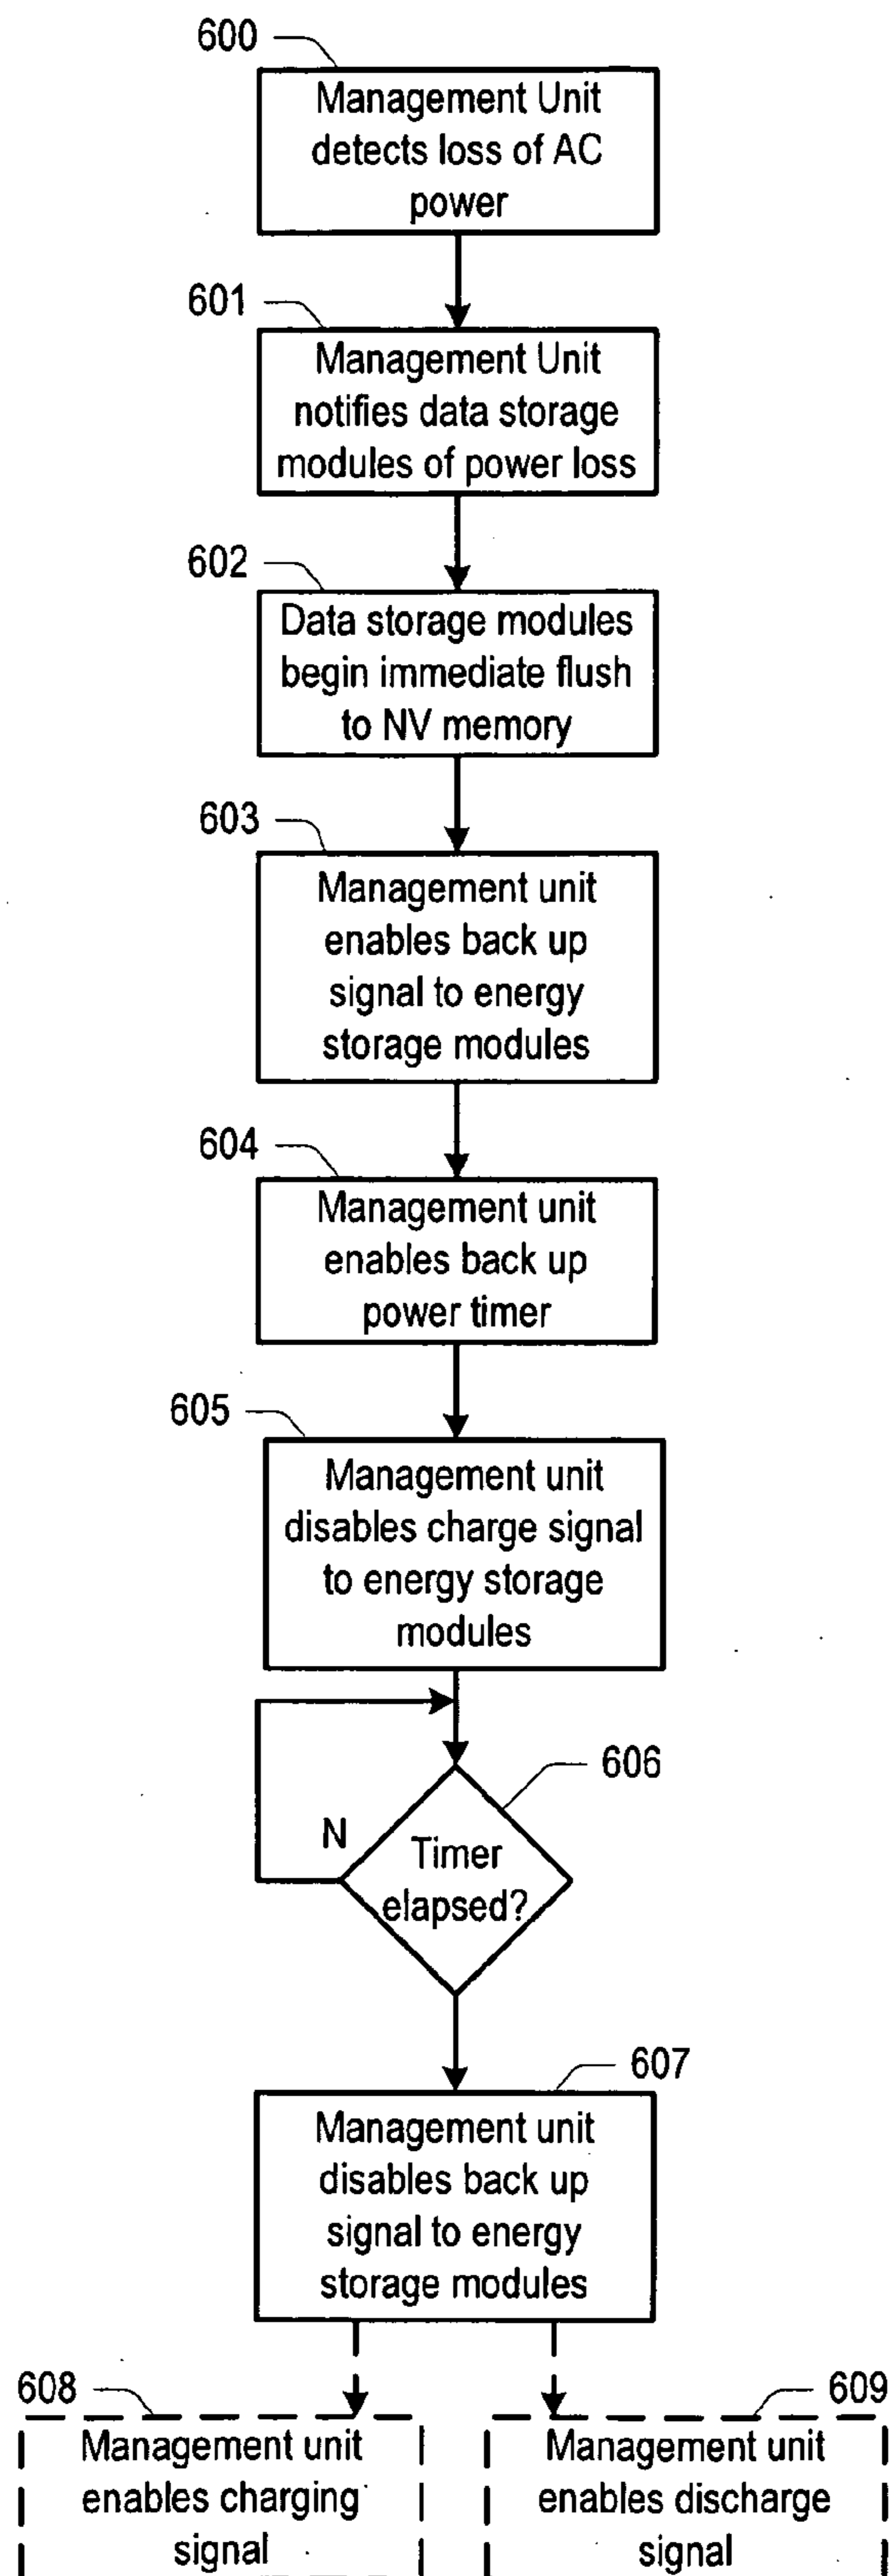 600
Management Unit
detects loss of AC
power
601
Management Unit
notifies data storage
modules of power loss
602
Data storage modules
begin immediate flush
to NV memory
603
Management unit
enables back up
signal to energy
storage modules
604
Management unit
enables back up
power timer
605
Management unit
disables charge signal
to energy storage
modules
606
N
Timer
elapsed?
607
Management unit
disables back up
signal to energy
storage modules
608
Management unit
enables charging
signal
609
Management unit
enables discharge
signal